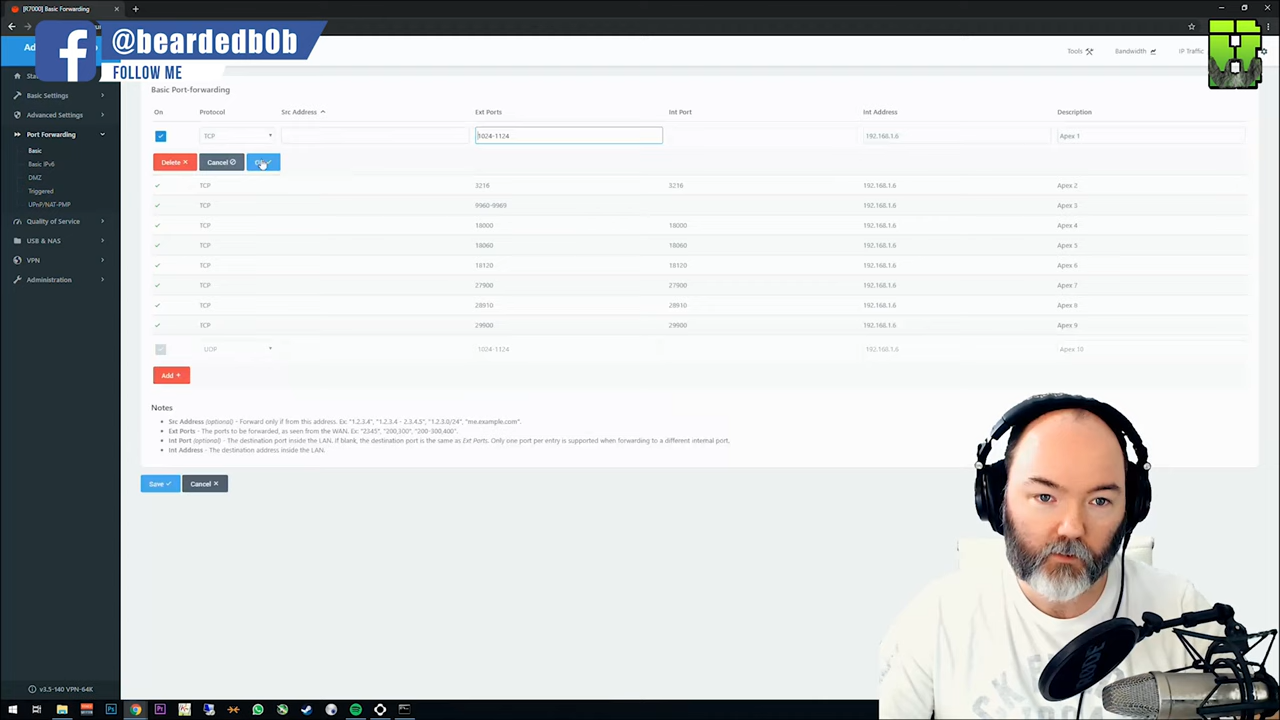 [R7000] Basic Forwarding
@beardedb0b
FOLLOW ME
Ad
Tools
Bandwidth
IP Traffic
Sta
Basic Settings
Advanced Settings
Port Forwarding
Basic
Basic IPv6
DMZ
Triggered
UPnP/NAT-PMP
Quality of Service
USB & NAS
VPN
Administration
v3.5-140 VPN-64K
Basic Port-forwarding
On Protocol Src Address Ext Ports Int Port Int Address Description
TCP 1024-1124 192.168.1.6 Apex 1
Delete Cancel
TCP 3216 3216 192.168.1.6 Apex 2
TCP 9960-9969 192.168.1.6 Apex 3
TCP 18000 18000 192.168.1.6 Apex 4
TCP 18060 18060 192.168.1.6 Apex 5
TCP 18120 18120 192.168.1.6 Apex 6
TCP 27900 27900 192.168.1.6 Apex 7
TCP 28910 28910 192.168.1.6 Apex 8
TCP 29900 29900 192.168.1.6 Apex 9
UDP 1024-1124 192.168.1.6 Apex 10
Add +
Notes
Src Address (optional) - Forward only if from this address. Ex: "1.2.3.4", "1.2.3.4 - 2.3.4.5", "1.2.3.0/24", "me.example.com".
Ext Ports - The ports to be forwarded, as seen from the WAN. Ex: "2345", "200,300", "200-300,400".
Int Port (optional) - The destination port inside the LAN. If blank, the destination port is the same as Ext Ports. Only one port per entry is supported when forwarding to a different internal port.
Int Address - The destination address inside the LAN.
Save Cancel
RODE